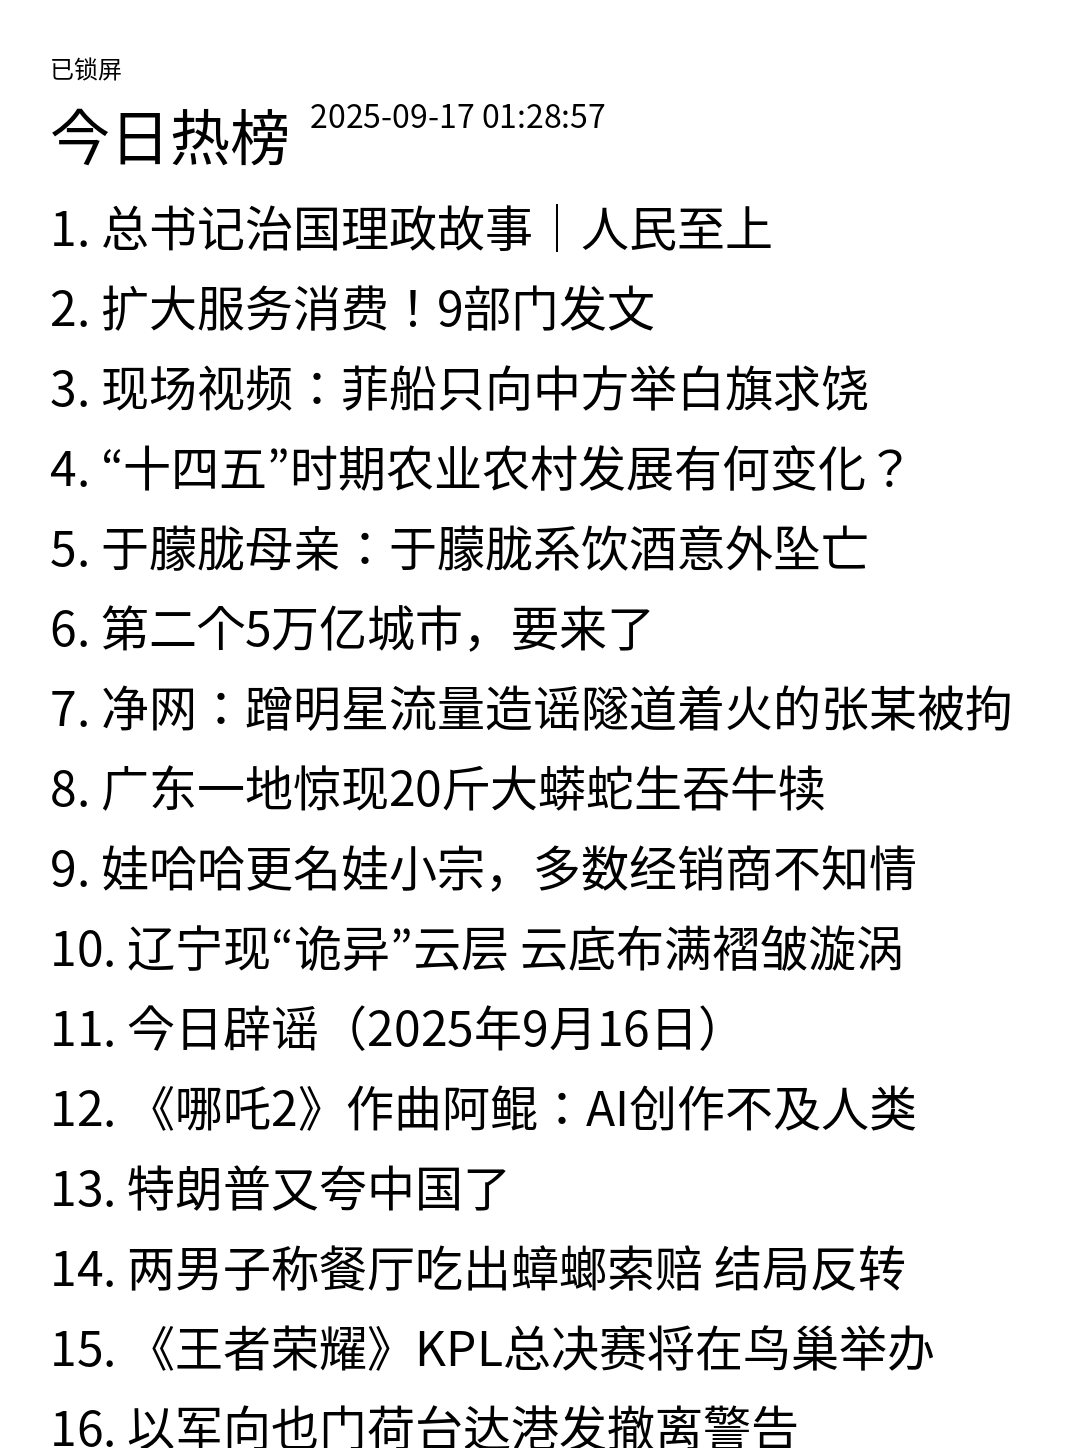 已锁屏
今日热榜 2025-09-17 01:28:57
1. 总书记治国理政故事｜人民至上
2. 扩大服务消费！9部门发文
3. 现场视频：菲船只向中方举白旗求饶
4. “十四五”时期农业农村发展有何变化？
5. 于朦胧母亲：于朦胧系饮酒意外坠亡
6. 第二个5万亿城市，要来了
7. 净网：蹭明星流量造谣隧道着火的张某被拘
8. 广东一地惊现20斤大蟒蛇生吞牛犊
9. 娃哈哈更名娃小宗，多数经销商不知情
10. 辽宁现“诡异”云层 云底布满褶皱漩涡
11. 今日辟谣（2025年9月16日）
12. 《哪吒2》作曲阿鲲：AI创作不及人类
13. 特朗普又夸中国了
14. 两男子称餐厅吃出蟑螂索赔 结局反转
15. 《王者荣耀》KPL总决赛将在鸟巢举办
16. 以军向也门荷台达港发撤离警告